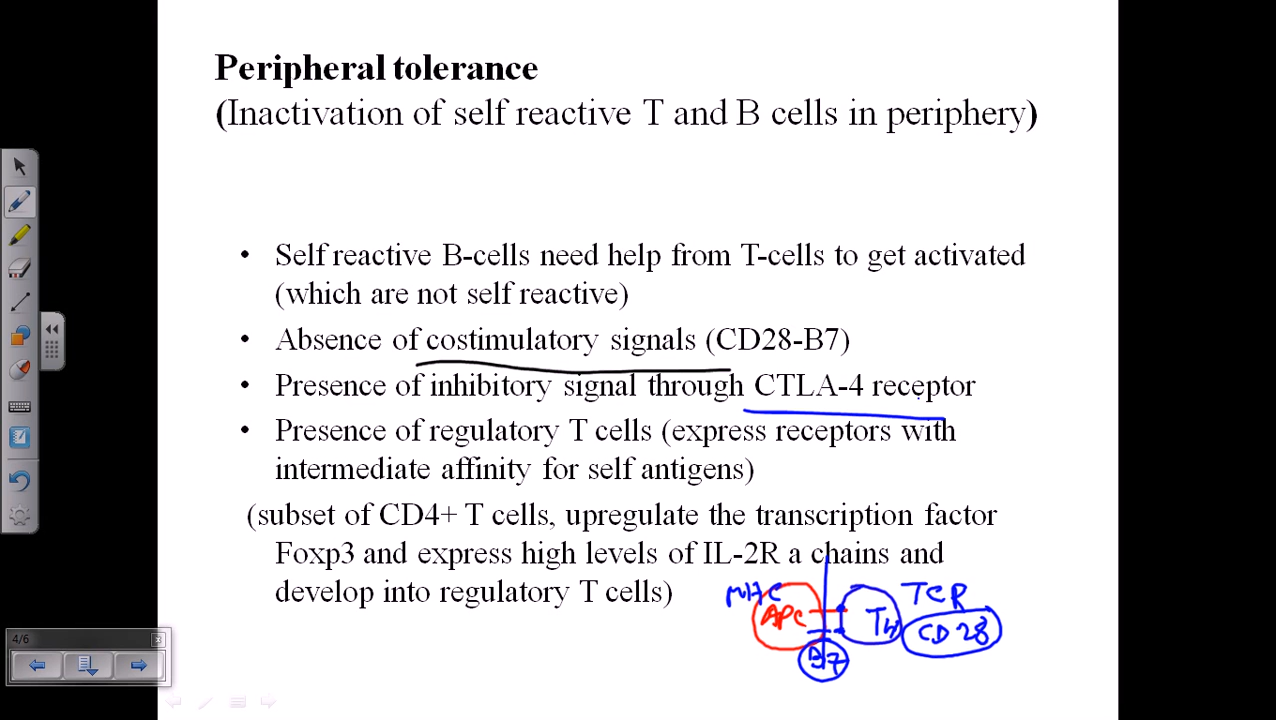 Peripheral tolerance
(Inactivation of self reactive T and B cells in periphery)
• Self reactive B-cells need help from T-cells to get activated
(which are not self reactive)
• Absence of costimulatory signals (CD28-B7)
• Presence of inhibitory signal through CTLA-4 receptor
• Presence of regulatory T cells (express receptors with
intermediate affinity for self antigens)
(subset of CD4+ T cells, upregulate the transcription factor
Foxp3 and express high levels of IL-2R a chains and
develop into regulatory T cells)
MHC TCR
APC TH CD28
B7
4/6